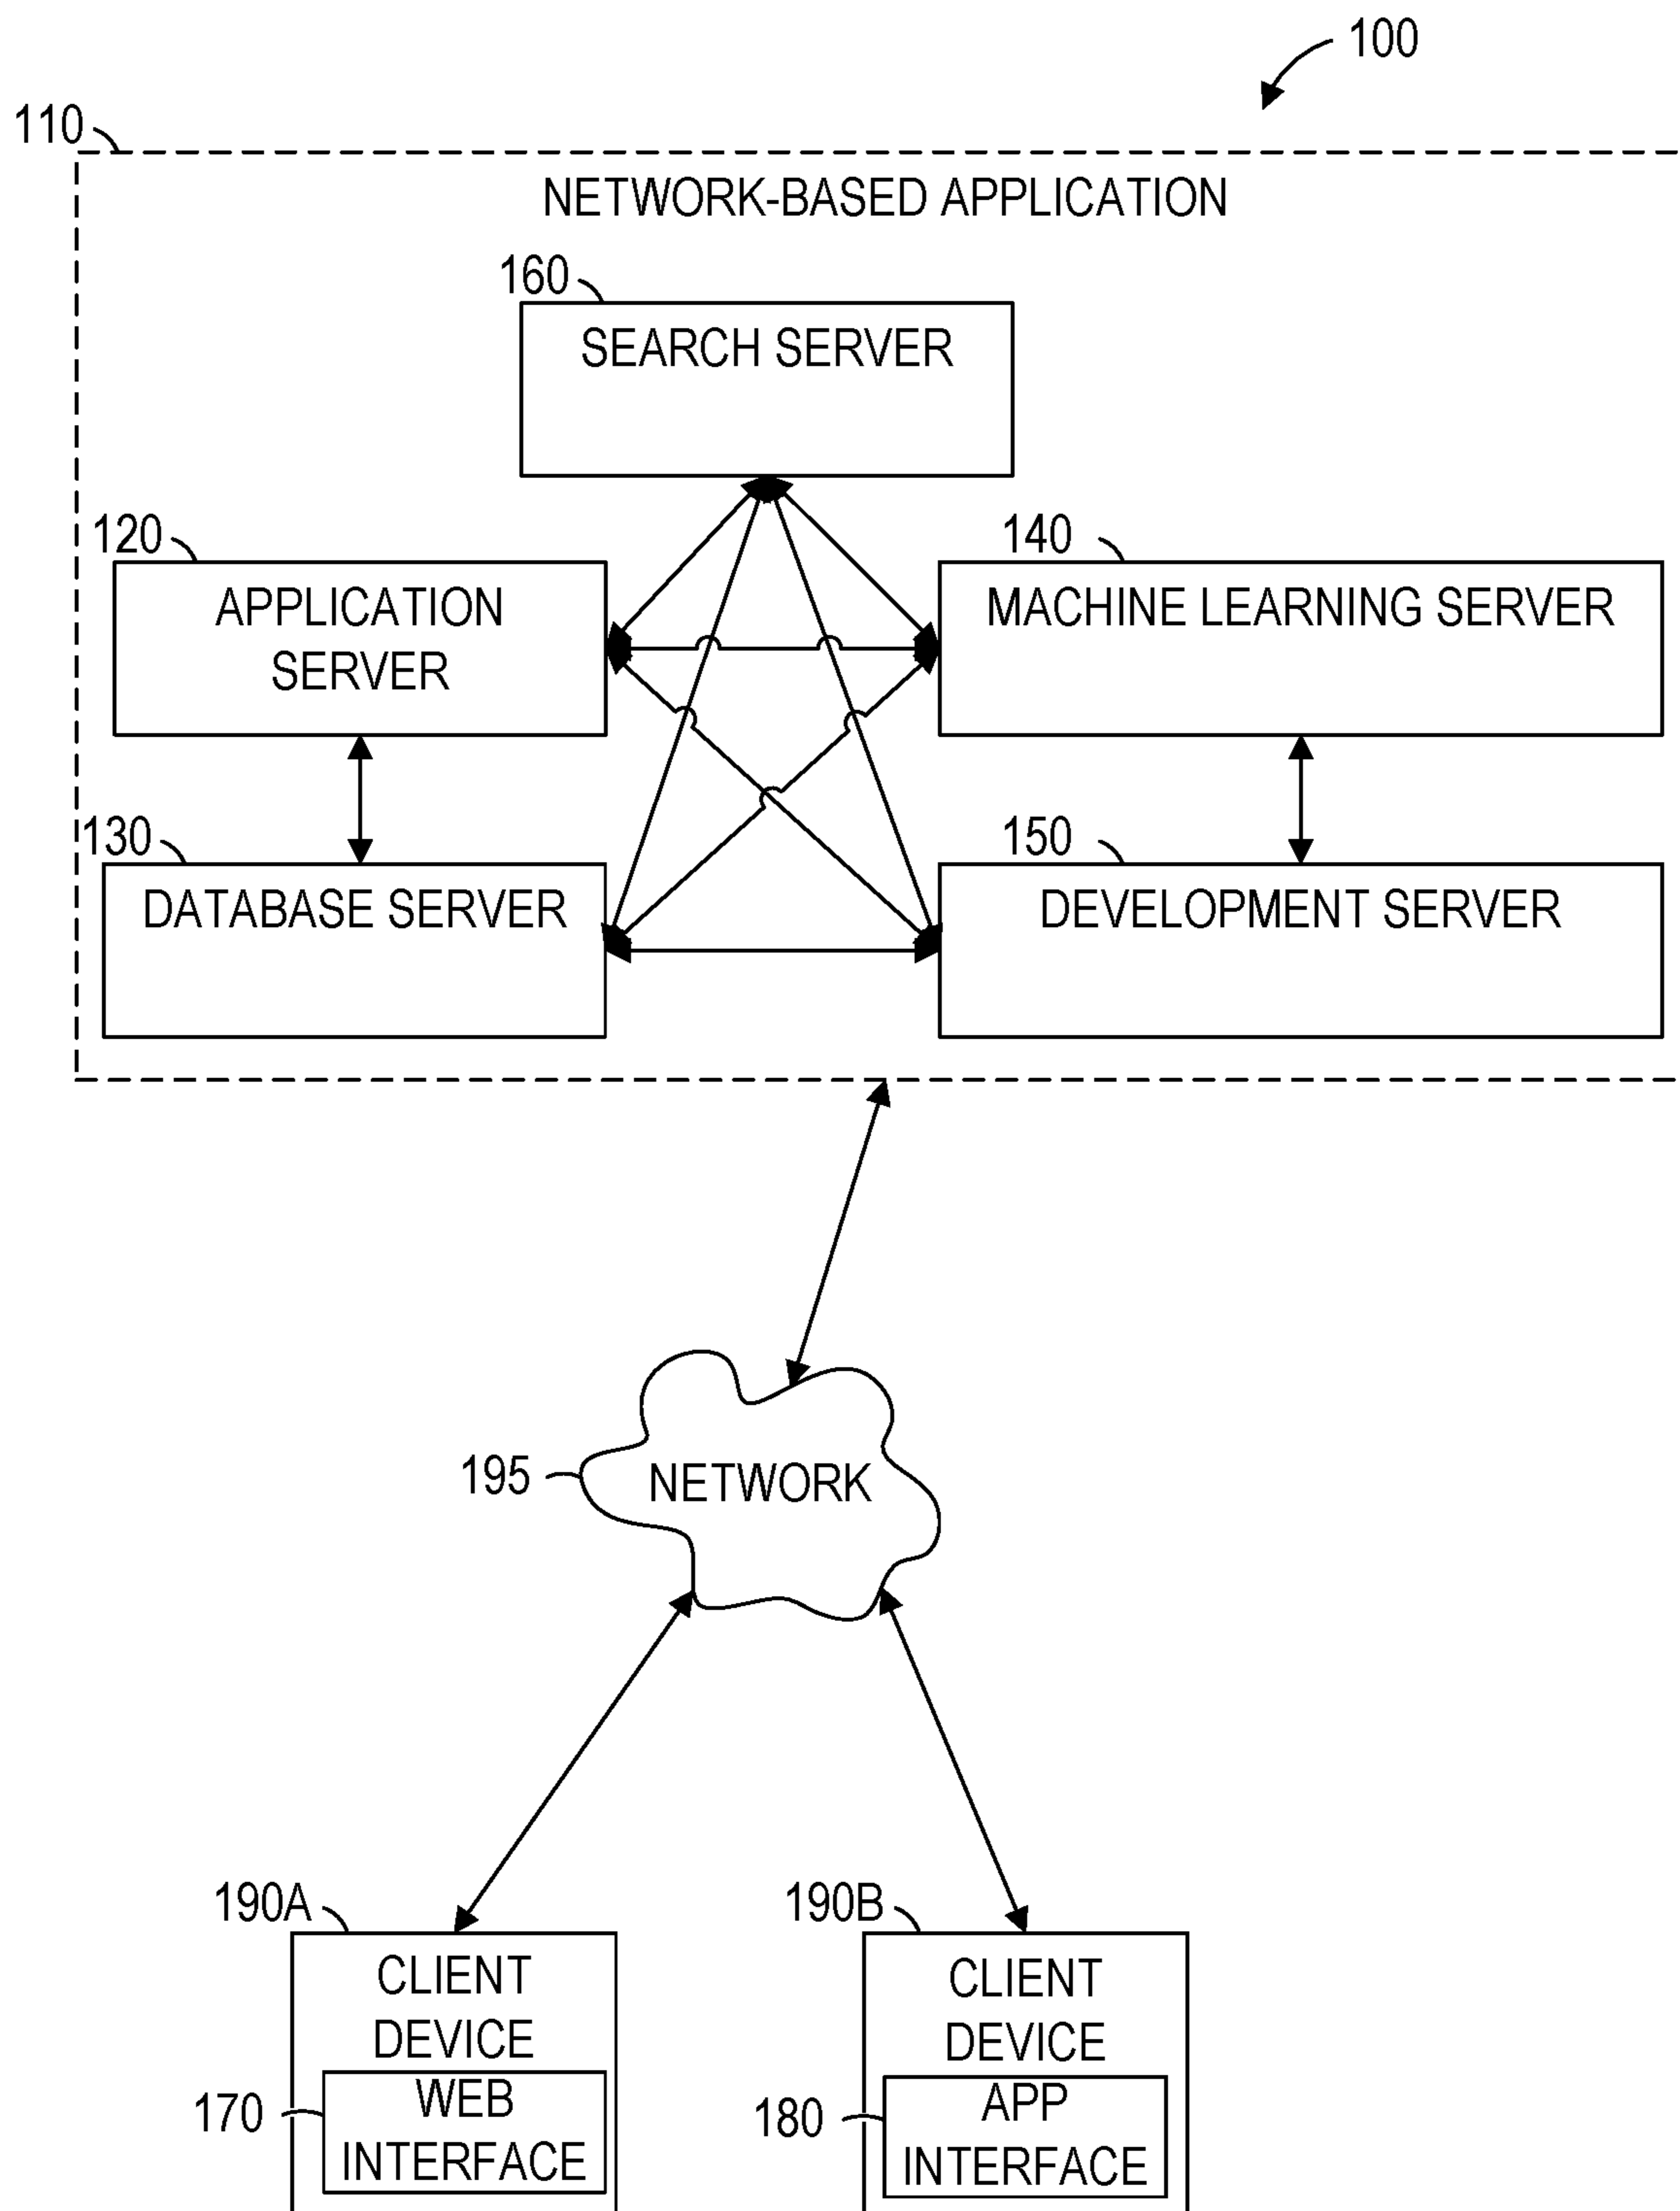 100
110
NETWORK-BASED APPLICATION
160
SEARCH SERVER
120
APPLICATION
SERVER
140
MACHINE LEARNING SERVER
130
DATABASE SERVER
150
DEVELOPMENT SERVER
195
NETWORK
190A
CLIENT
DEVICE
170
WEB
INTERFACE
190B
CLIENT
DEVICE
180
APP
INTERFACE